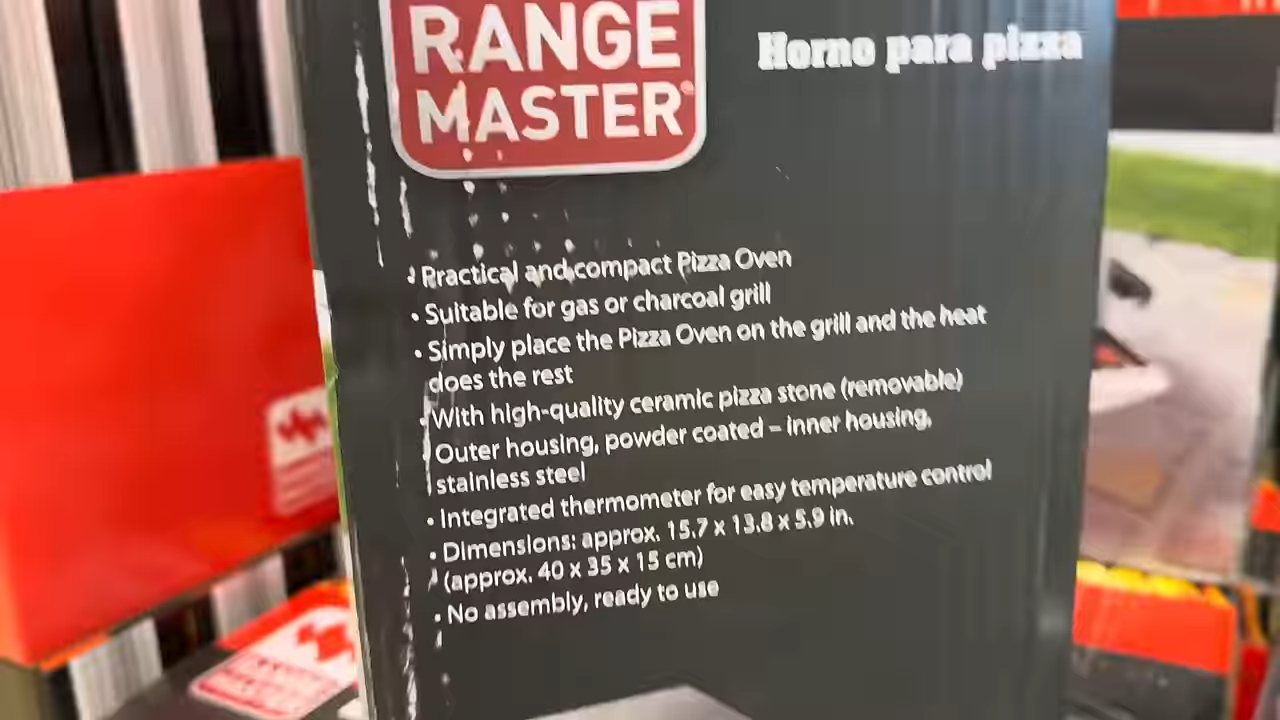 RANGE
MASTER®
Horno para pizza
• Practical and compact Pizza Oven
• Suitable for gas or charcoal grill
• Simply place the Pizza Oven on the grill and the heat
does the rest
With high-quality ceramic pizza stone (removable)
Outer housing, powder coated – inner housing,
stainless steel
• Integrated thermometer for easy temperature control
• Dimensions: approx. 15.7 x 13.8 x 5.9 in.
(approx. 40 x 35 x 15 cm)
• No assembly, ready to use